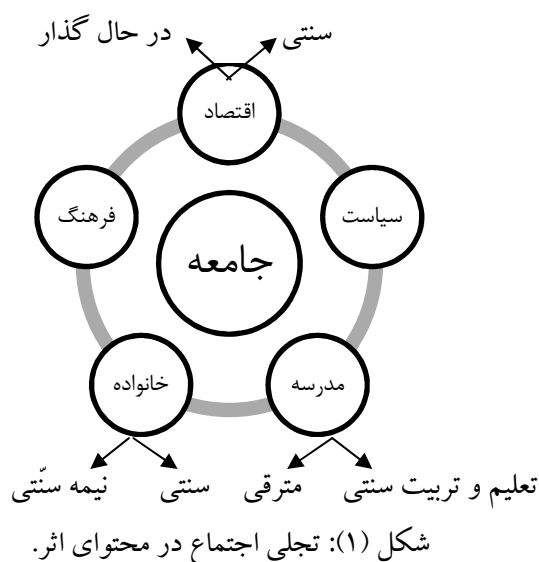 سنتی
در حال گذار
اقتصاد
سیاست
فرهنگ
جامعه
مدرسه
خانواده
تعلیم و تربیت سنتی
مترقی
سنتی
نیمه سنّتی
شکل (۱): تجلی اجتماع در محتوای اثر.